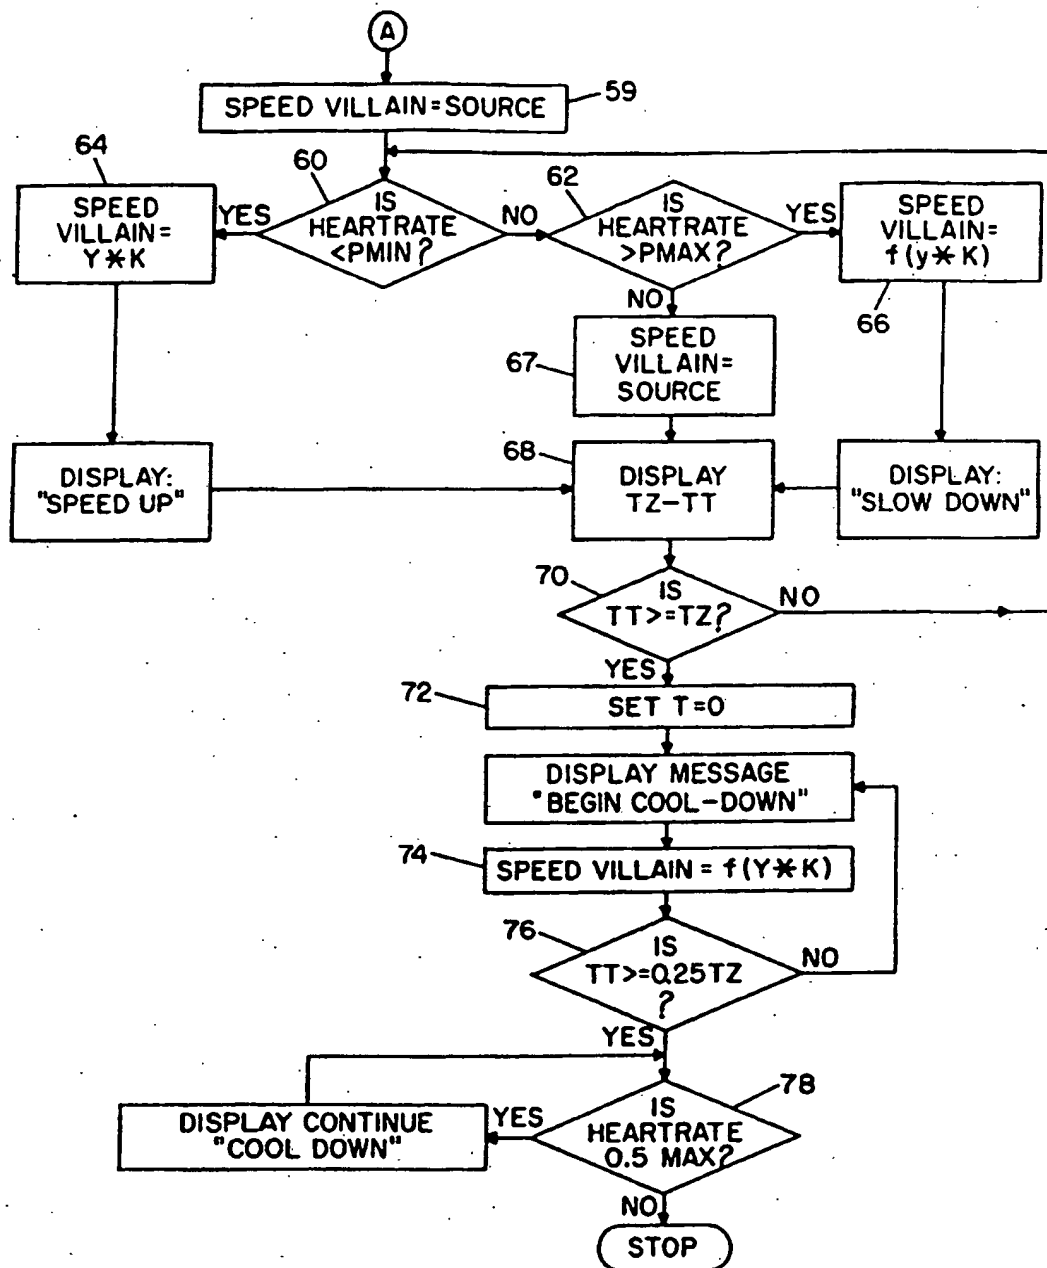 A
SPEED VILLAIN=SOURCE
59
64
60
62
SPEED
VILLAIN=
Y*K
YES
IS
HEARTRATE
<PMIN?
NO
IS
HEARTRATE
>PMAX?
YES
SPEED
VILLAIN=
f(y*K)
66
NO
67
SPEED
VILLAIN=
SOURCE
68
DISPLAY:
"SPEED UP"
DISPLAY
TZ-TT
DISPLAY:
"SLOW DOWN"
70
IS
TT>=TZ?
NO
YES
72
SET T=0
DISPLAY MESSAGE
"BEGIN COOL-DOWN"
74
SPEED VILLAIN = f(Y*K)
76
IS
TT>=0.25TZ
?
NO
YES
78
DISPLAY CONTINUE
"COOL DOWN"
YES
IS
HEARTRATE
0.5 MAX?
NO
STOP